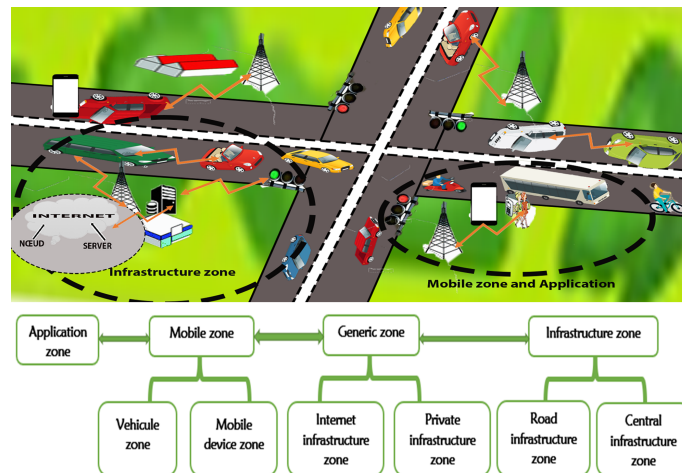 INTERNET
NŒUD
SERVER
Infrastructure zone
Mobile zone and Application
Application
zone
Mobile zone
Generic zone
Infrastructure zone
Vehicule
zone
Mobile
device zone
Internet
infrastructure
zone
Private
infrastructure
zone
Road
infrastructure
zone
Central
infrastructure
zone